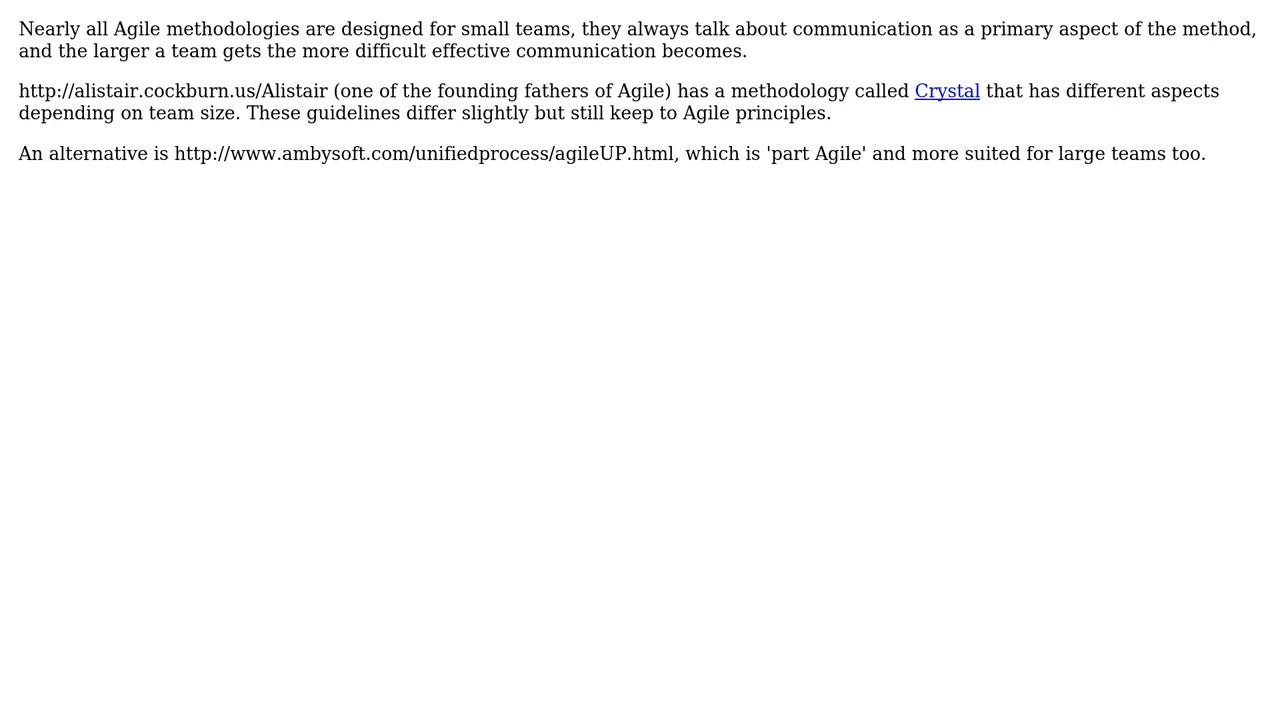 Nearly all Agile methodologies are designed for small teams, they always talk about communication as a primary aspect of the method,
and the larger a team gets the more difficult effective communication becomes.
http://alistair.cockburn.us/Alistair (one of the founding fathers of Agile) has a methodology called Crystal that has different aspects
depending on team size. These guidelines differ slightly but still keep to Agile principles.
An alternative is http://www.ambysoft.com/unifiedprocess/agileUP.html, which is 'part Agile' and more suited for large teams too.